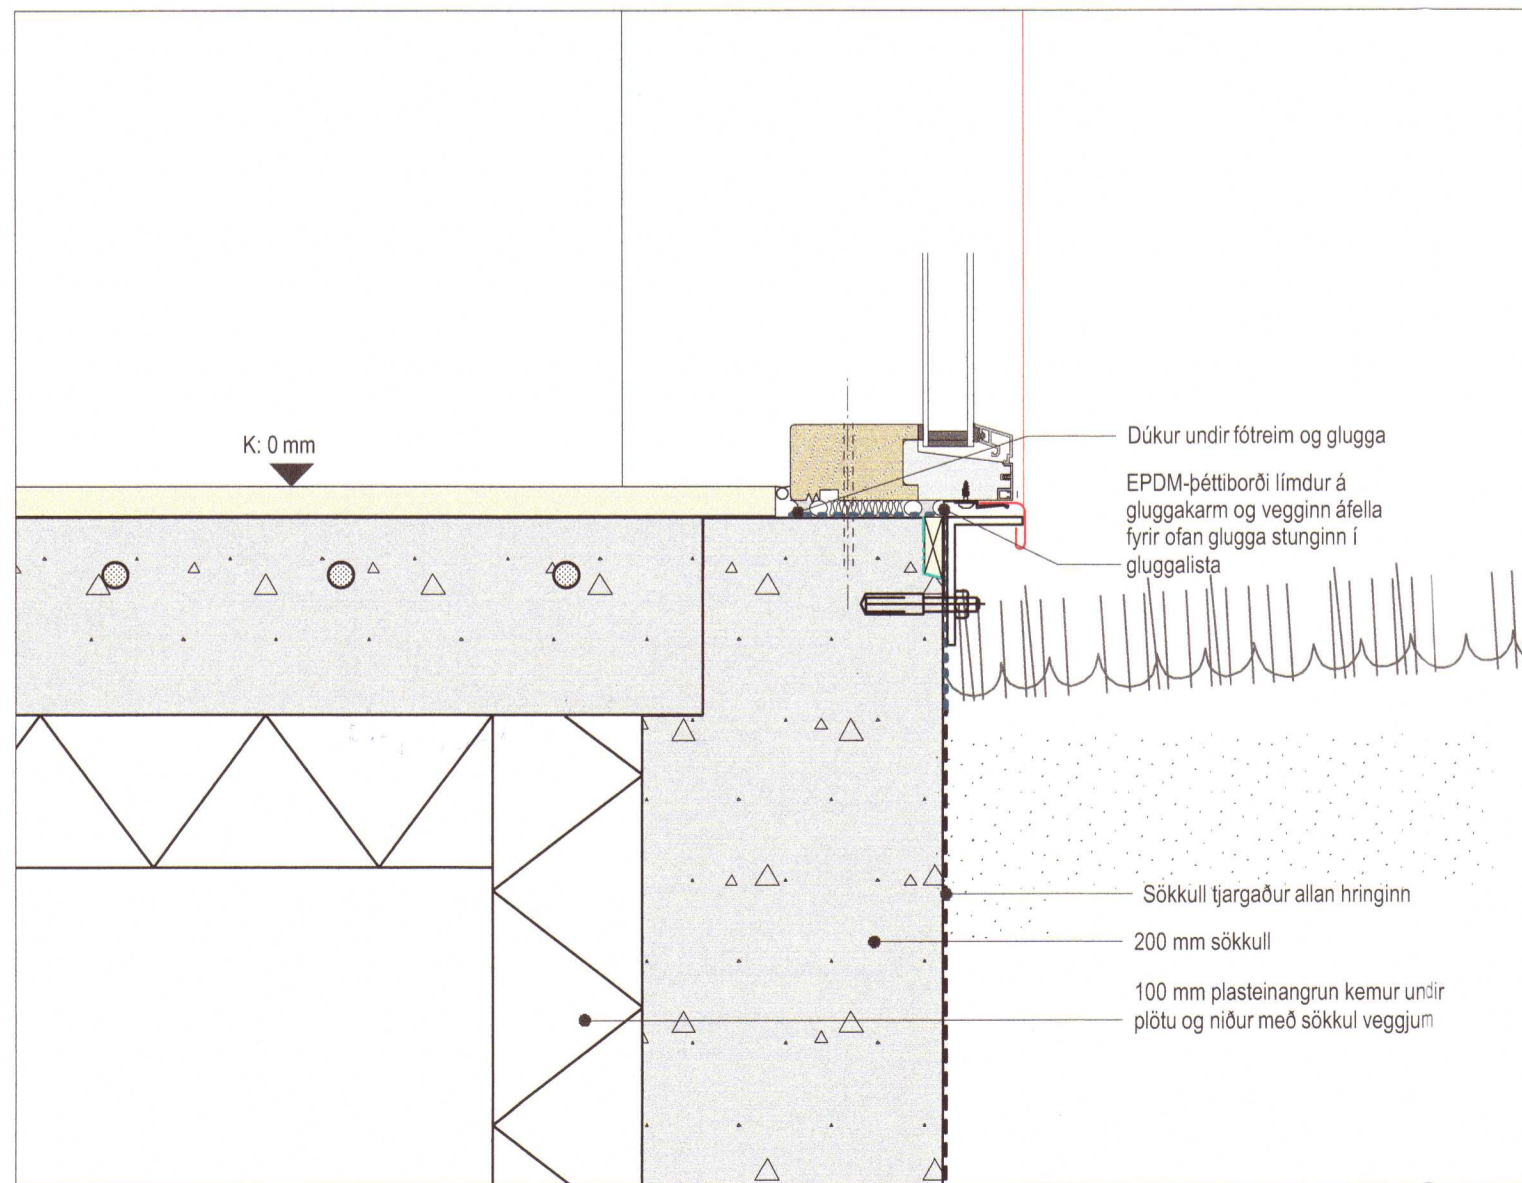 K: 0 mm
Dúkur undir fótreim og glugga
EPDM-þéttiborði límdur á
gluggakarm og vegginn áfella
fyrir ofan glugga stunginn í
gluggalista
Sökkull tjargaður allan hringinn
200 mm sökkull
100 mm plasteinangrun kemur undir
plötu og niður með sökkul veggjum